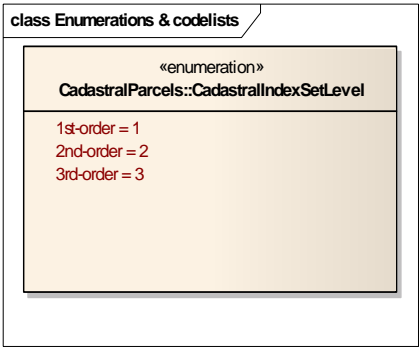 class Enumerations & codelists
«enumeration»
CadastralParcels::CadastralIndexSetLevel
1st-order = 1
2nd-order = 2
3rd-order = 3